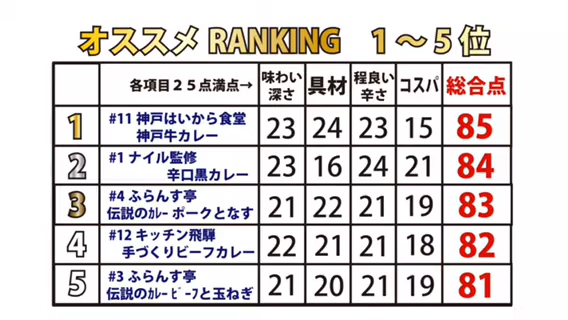 オススメ RANKING 1～5位
各項目25点満点→ 味わい深さ 具材 程良い辛さ コスパ 総合点
1 #11 神戸はいから食堂 23 24 23 15 85
神戸牛カレー
2 #1 ナイル監修 23 16 24 21 84
辛口黒カレー
3 #4 ふらんす亭 21 22 21 19 83
伝説のカレー ポークとなす
4 #12 キッチン飛騨 22 21 21 18 82
手づくりビーフカレー
5 #3 ふらんす亭 21 20 21 19 81
伝説のカレー ビーフと玉ねぎ